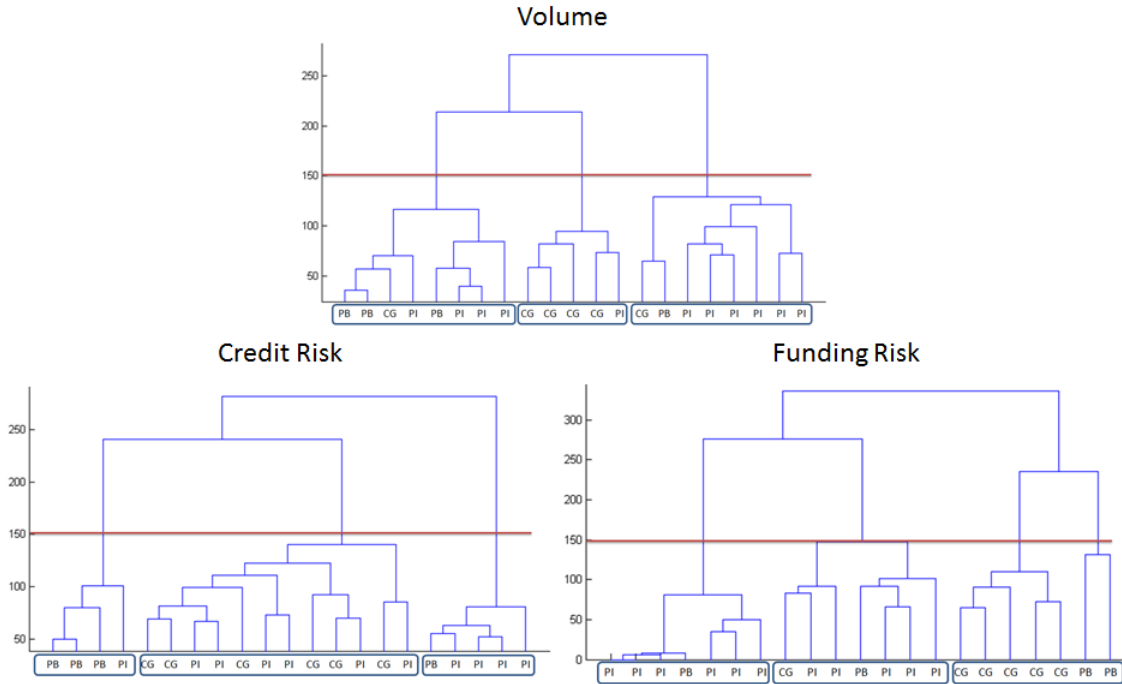 Volume
250
200
150
100
50
PB PB CG PI PB PI PI PI CG CG CG CG PI CG PB PI PI PI PI PI PI
Credit Risk
250
200
150
100
50
PB PB PB PI CG CG PI PI CG PI PI CG CG PI CG PI PB PI PI PI PI
Funding Risk
300
250
200
150
100
50
0
PI PI PI PB PI PI PI CG PI PI PB PI PI PI CG CG CG CG CG PB PB